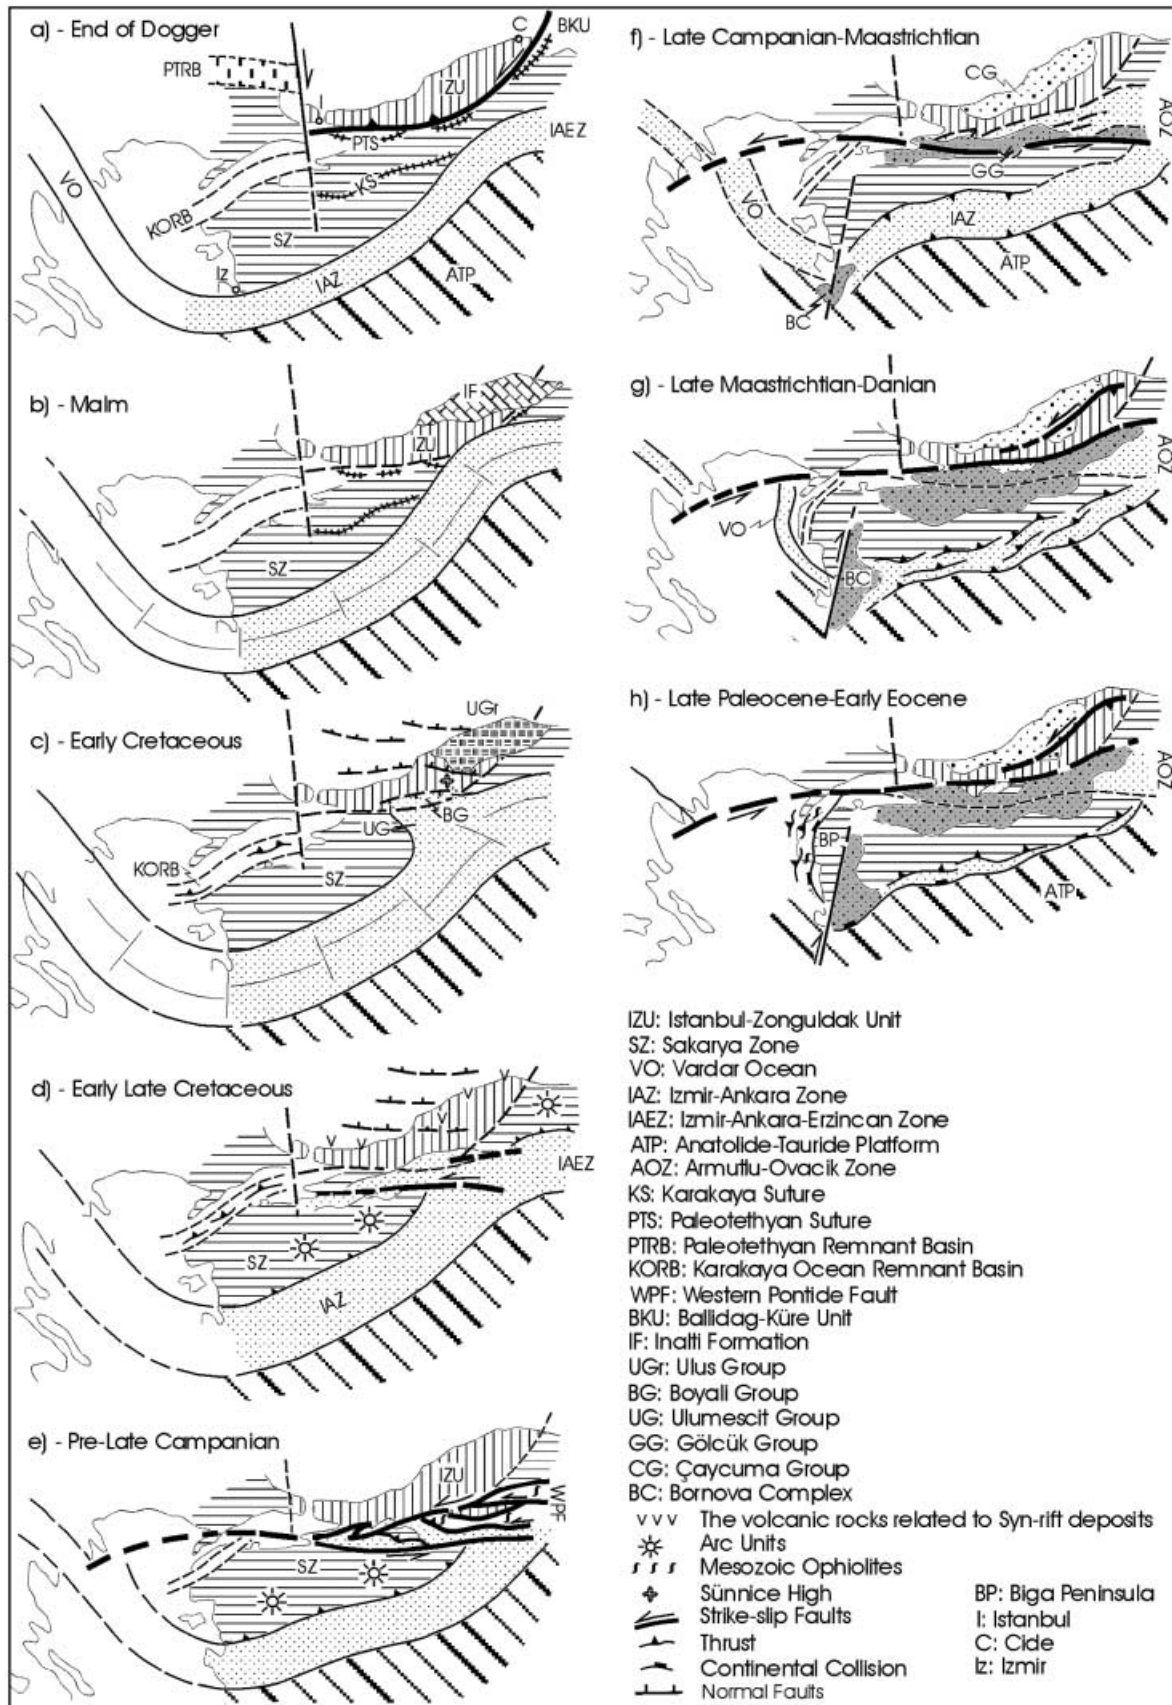 a) - End of Dogger
C
BKU
PTRB
I
IZU
PTS
IAEZ
VO
KS
KORB
SZ
Iz
IAZ
ATP
b) - Malm
IF
IZU
SZ
c) - Early Cretaceous
UGr
UG
BG
KORB
SZ
d) - Early Late Cretaceous
V
V
V
V
V
IAEZ
SZ
IAZ
e) - Pre-Late Campanian
IZU
WPF
SZ
f) - Late Campanian-Maastrichtian
CG
AOZ
GG
VO
IAZ
ATP
BC
g) - Late Maastrichtian-Danian
AOZ
VO
BC
h) - Late Paleocene-Early Eocene
AOZ
BP
ATP
IZU: Istanbul-Zonguldak Unit
SZ: Sakarya Zone
VO: Vardar Ocean
IAZ: Izmir-Ankara Zone
IAEZ: Izmir-Ankara-Erzincan Zone
ATP: Anatolide-Tauride Platform
AOZ: Armutlu-Ovacik Zone
KS: Karakaya Suture
PTS: Paleotethyan Suture
PTRB: Paleotethyan Remnant Basin
KORB: Karakaya Ocean Remnant Basin
WPF: Western Pontide Fault
BKU: Ballidag-Küre Unit
IF: Inalti Formation
UGr: Ulus Group
BG: Boyali Group
UG: Ulumescit Group
GG: Gölcük Group
CG: Çaycuma Group
BC: Bornova Complex
v v v The volcanic rocks related to Syn-rift deposits
Arc Units
Mesozoic Ophiolites
Sünnice High
Strike-slip Faults
Thrust
Continental Collision
Normal Faults
BP: Biga Peninsula
I: Istanbul
C: Cide
Iz: Izmir